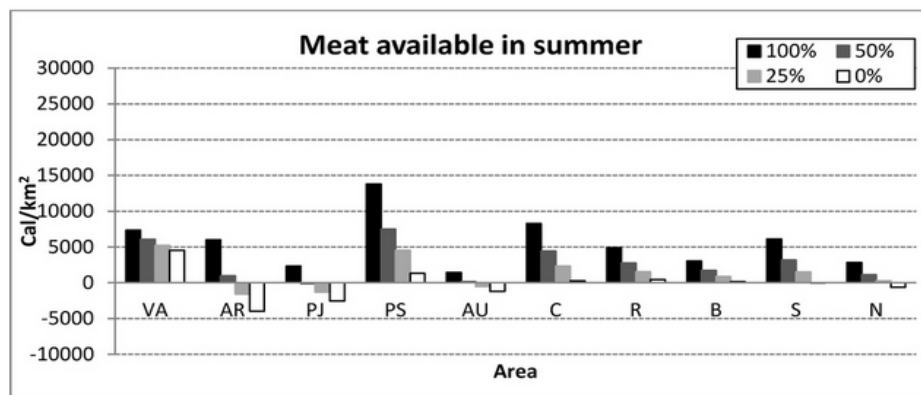 Meat available in summer
100% 50%
25% 0%
30000
25000
20000
15000
10000
5000
0
-5000
-10000
Cal/km²
VA AR PJ PS AU C R B S N
Area